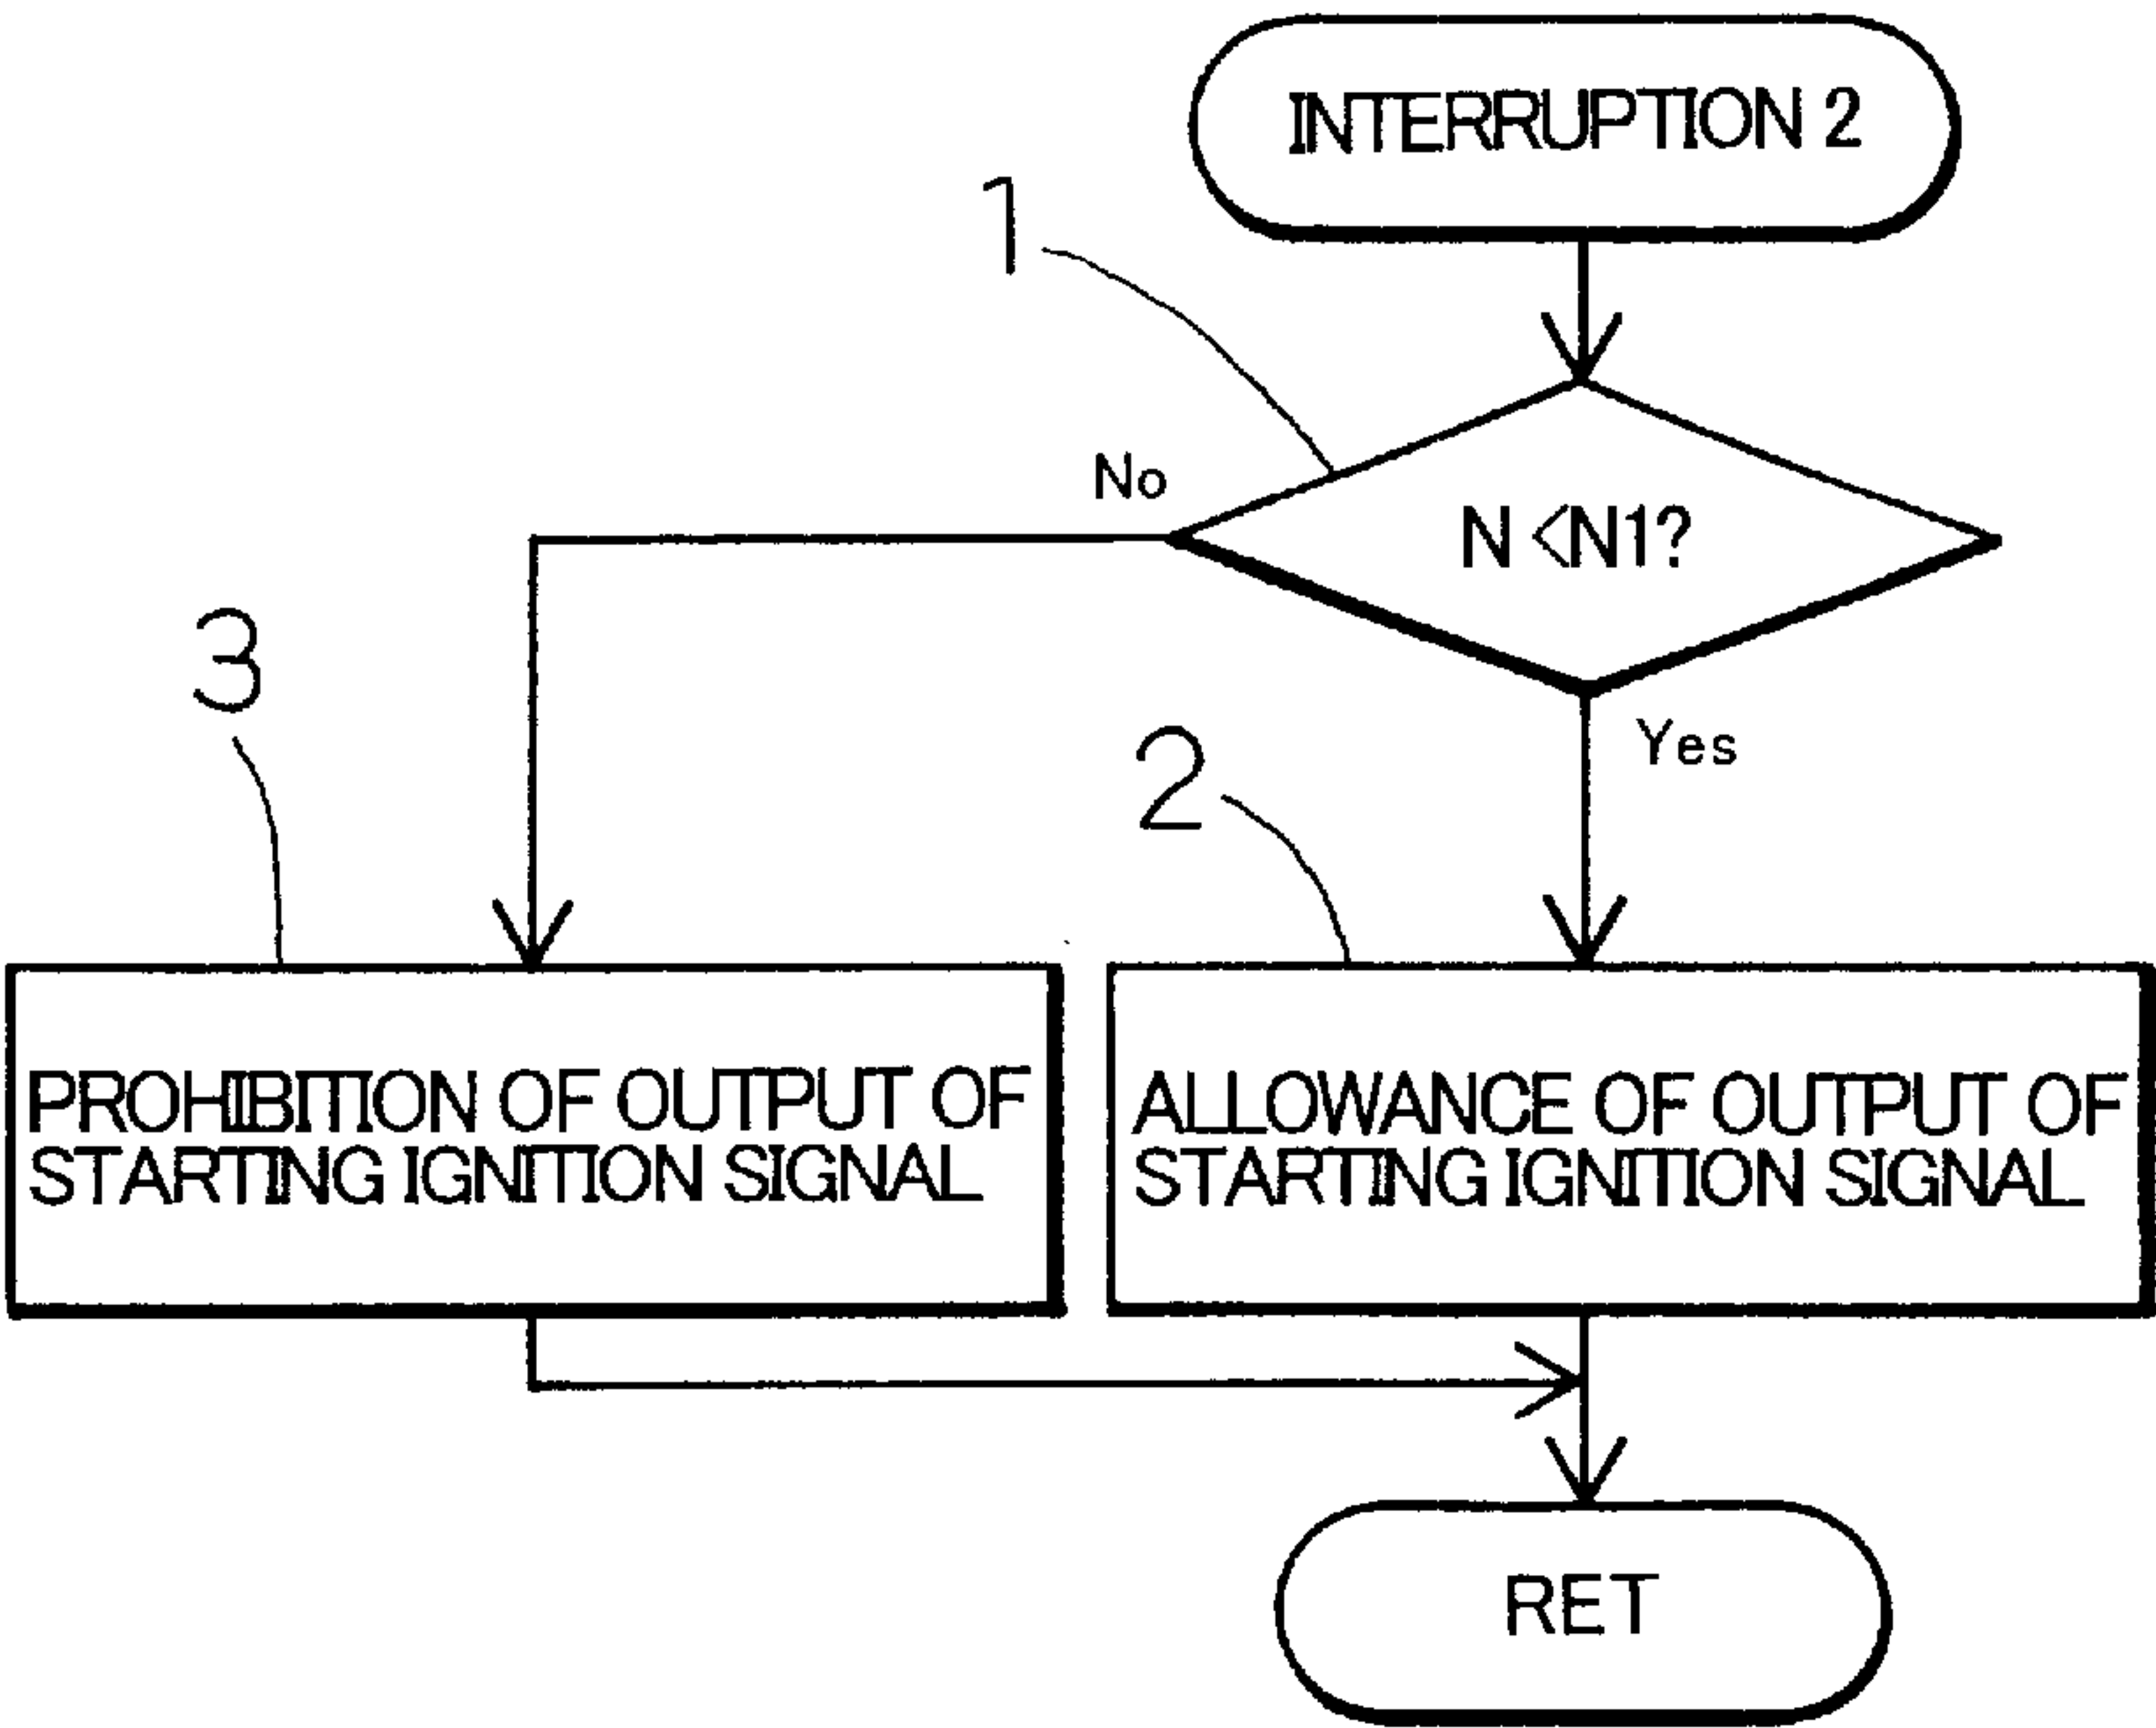 INTERRUPTION 2
1
No
N<N1?
3
Yes
2
PROHIBITION OF OUTPUT OF
STARTING IGNITION SIGNAL
ALLOWANCE OF OUTPUT OF
STARTING IGNITION SIGNAL
RET